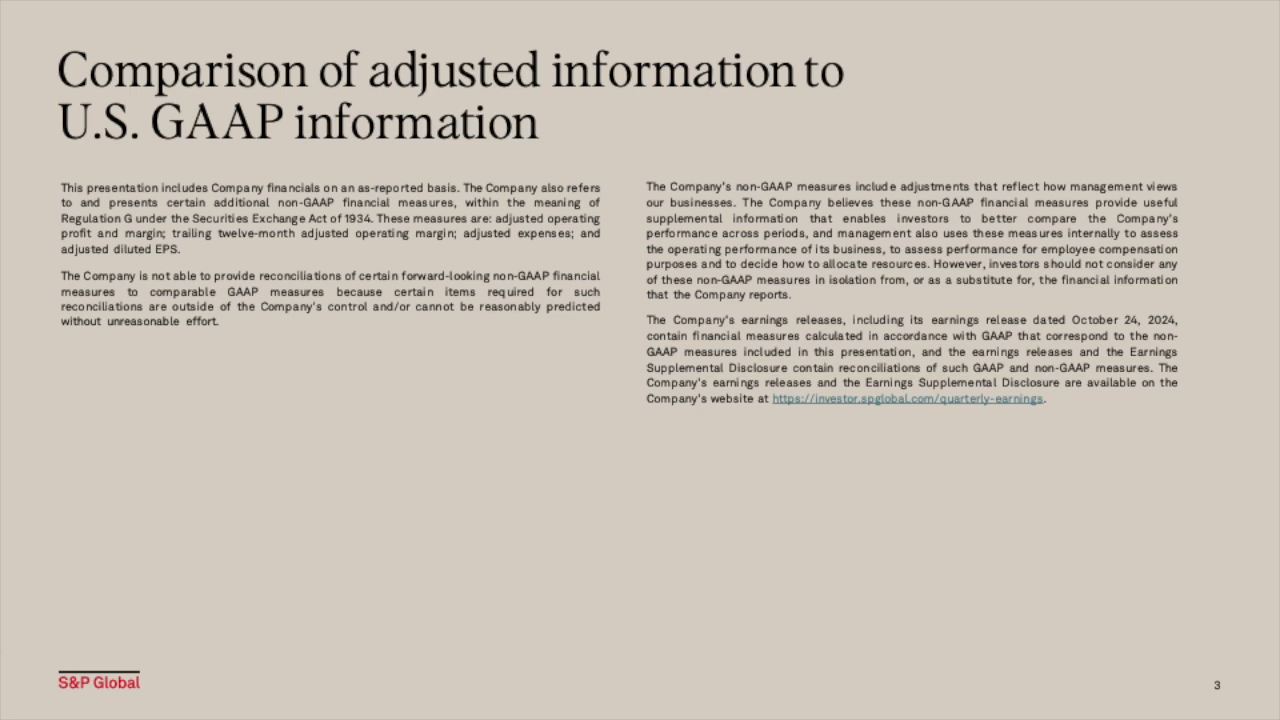 Comparison of adjusted information to
U.S. GAAP information
This presentation includes Company financials on an as-reported basis. The Company also refers
to and presents certain additional non-GAAP financial measures, within the meaning of
Regulation G under the Securities Exchange Act of 1934. These measures are: adjusted operating
profit and margin; trailing twelve-month adjusted operating margin; adjusted expenses; and
adjusted diluted EPS.
The Company is not able to provide reconciliations of certain forward-looking non-GAAP financial
measures to comparable GAAP measures because certain items required for such
reconciliations are outside of the Company's control and/or cannot be reasonably predicted
without unreasonable effort.
The Company's non-GAAP measures include adjustments that reflect how management views
our businesses. The Company believes these non-GAAP financial measures provide useful
supplemental information that enables investors to better compare the Company's
performance across periods, and management also uses these measures internally to assess
the operating performance of its business, to assess performance for employee compensation
purposes and to decide how to allocate resources. However, investors should not consider any
of these non-GAAP measures in isolation from, or as a substitute for, the financial information
that the Company reports.
The Company's earnings releases, including its earnings release dated October 24, 2024,
contain financial measures calculated in accordance with GAAP that correspond to the non-
GAAP measures included in this presentation, and the earnings releases and the Earnings
Supplemental Disclosure contain reconciliations of such GAAP and non-GAAP measures. The
Company's earnings releases and the Earnings Supplemental Disclosure are available on the
Company's website at https://investor.spglobal.com/quarterly-earnings.
S&P Global
3